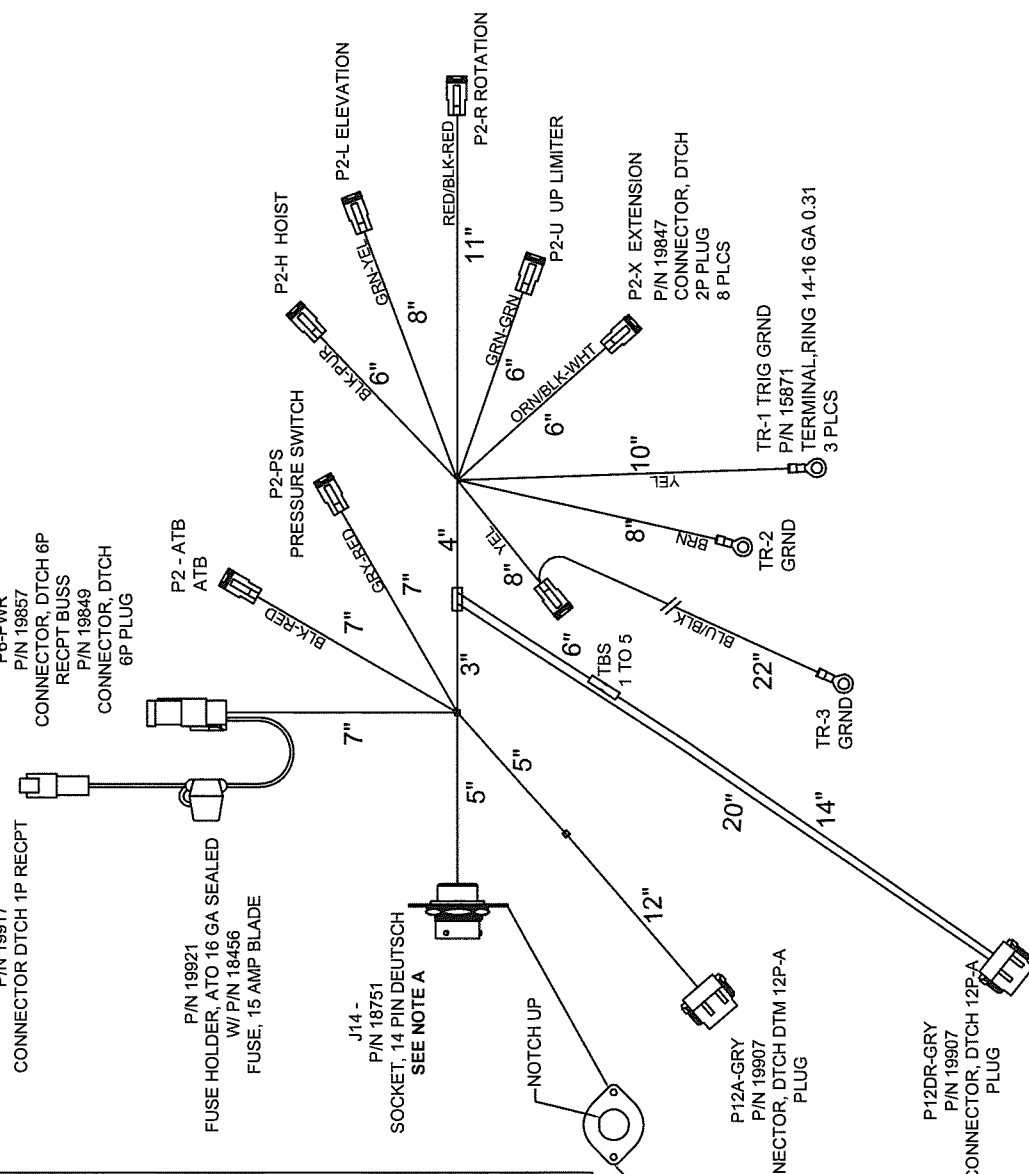 P/N 19917
CONNECTOR DTCH 1P RECPT
P6-PWR
P/N 19857
CONNECTOR, DTCH 6P
RECPT BUSS
P/N 19849
CONNECTOR, DTCH
6P PLUG
P/N 19921
FUSE HOLDER, ATO 16 GA SEALED
W/ P/N 18456
FUSE, 15 AMP BLADE
J14 -
P/N 18751
SOCKET, 14 PIN DEUTSCH
SEE NOTE A
NOTCH UP
P2 - ATB
ATB
BLK-RED
7"
7"
P2-PS
PRESSURE SWITCH
GRY-RED
7"
5"
3"
4"
5"
12"
P2-H HOIST
BLK-PUR
6"
P2-L ELEVATION
GRN-YEL
8"
RED/BLK-RED
11"
P2-R ROTATION
P2-U UP LIMITER
GRN-GRN
6"
P2-X EXTENSION
P/N 19847
CONNECTOR, DTCH
2P PLUG
8 PLCS
ORN/BLK-WHT
6"
TR-1 TRIG GRND
P/N 15871
TERMINAL,RING 14-16 GA 0.31
3 PLCS
10"
YEL
8"
BRN
TR-2
GRND
YEL
8"
BLU/BLK
22"
TR-3
GRND
6"
TBS
1 TO 5
20"
14"
P12A-GRY
P/N 19907
NECTOR, DTCH DTM 12P-A
PLUG
P12DR-GRY
P/N 19907
CONNECTOR, DTCH 12P-A
PLUG